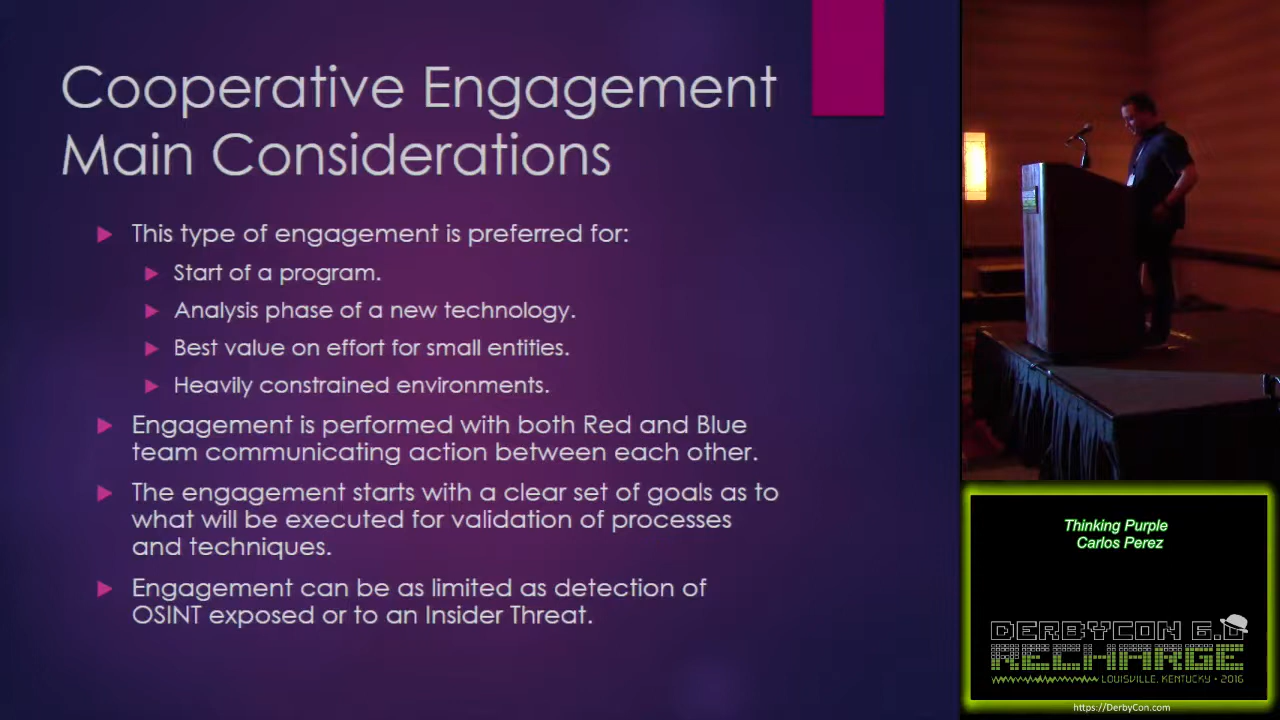 Cooperative Engagement
Main Considerations
This type of engagement is preferred for:
Start of a program.
Analysis phase of a new technology.
Best value on effort for small entities.
Heavily constrained environments.
Engagement is performed with both Red and Blue
team communicating action between each other.
The engagement starts with a clear set of goals as to
what will be executed for validation of processes
and techniques.
Engagement can be as limited as detection of
OSINT exposed or to an Insider Threat.
Thinking Purple
Carlos Perez
DERBYCON 6.0
RECHARGE
LOUISVILLE, KENTUCKY • 2016
https://DerbyCon.com